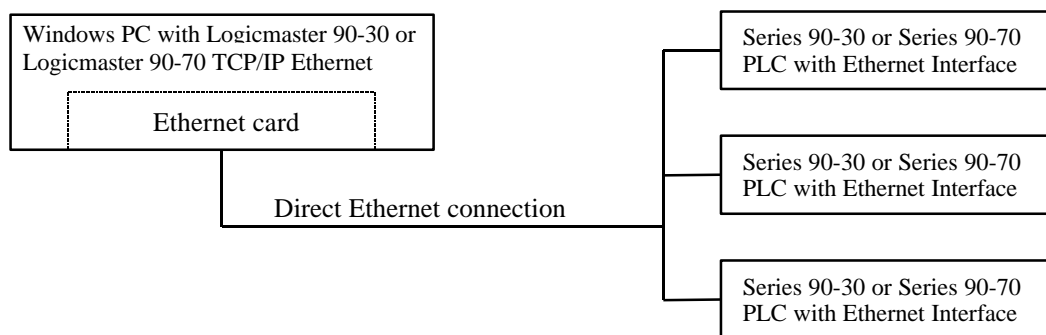 Windows PC with Logicmaster 90-30 or
Logicmaster 90-70 TCP/IP Ethernet
Ethernet card
Direct Ethernet connection
Series 90-30 or Series 90-70
PLC with Ethernet Interface
Series 90-30 or Series 90-70
PLC with Ethernet Interface
Series 90-30 or Series 90-70
PLC with Ethernet Interface